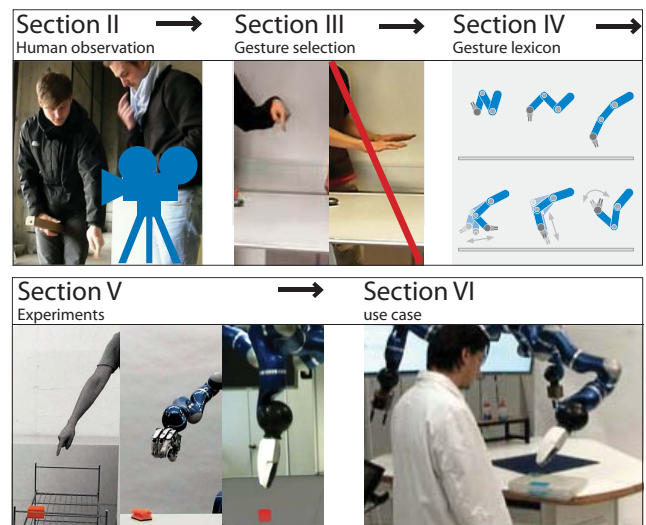 Section II → Section III → Section IV →
Human observation Gesture selection Gesture lexicon
Section V → Section VI
Experiments use case